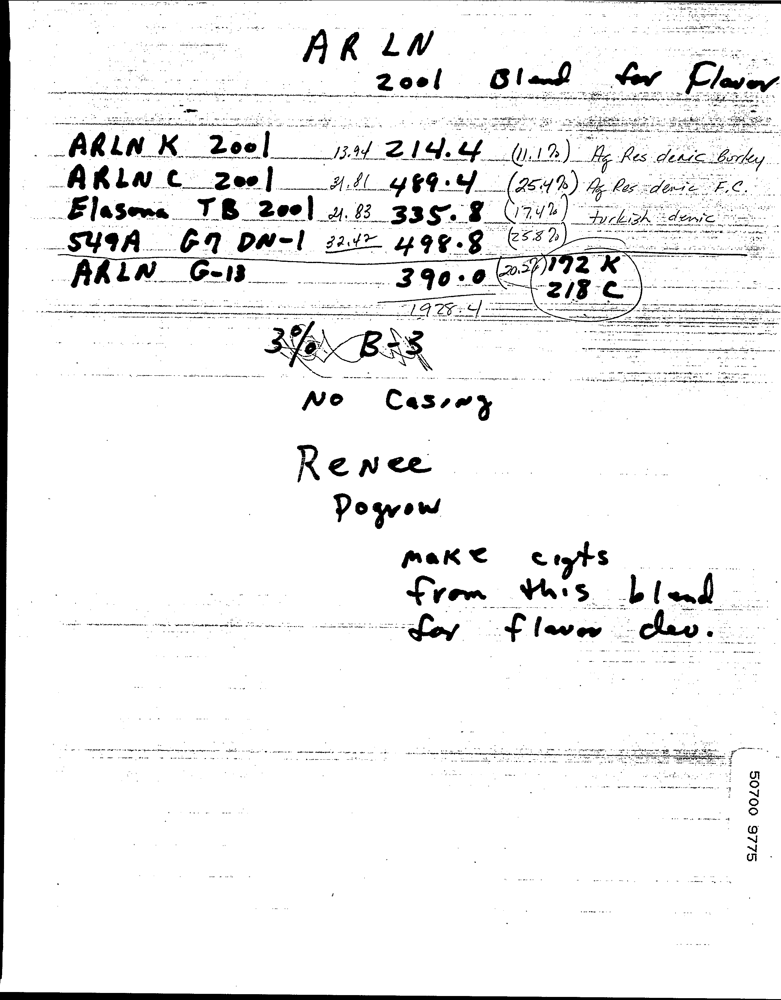 ARLN
2001 Blend for Flavor
ARLN K 2001 13.94 214.4 (11.1%) Ag Res denic Burley
ARLN C 2001 31.81 489.4 (25.4%) Ag Res denic F.C.
Elasoma TB 2001 21.83 335.8 (17.4%) turkish denic
549A G7 DN-1 32.42 498.8 (25.8%)
ARLN G-13 390.0 (20.2%) 172 K
218 C
1928.4
3% B-3
No Casing
Renee
Pogrow
make cigts
from this blend
for flavor dev.
50700 9775